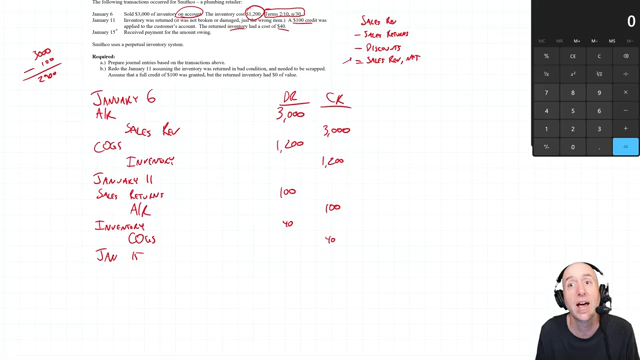 The following transactions occurred for Smithco – a plumbing retailer:
January 6 Sold $3,000 of inventory on account. The inventory cost $1,200, Terms 2/10, n/30.
January 11 Inventory was returned (it was not broken or damaged, just the wrong size.) A $100 credit was
applied to the customer's account. The returned inventory had a cost of $40.
January 15 Received payment for the amount owing.
Smithco uses a perpetual inventory system.
Required:
a.) Prepare journal entries based on the transactions above.
b.) Redo the January 11 assuming the inventory was returned in bad condition, and needed to be scrapped.
Assume that a full credit of $100 was granted, but the returned inventory had $0 of value.
3000
- 100
2900
SALES REV
- SALES RETURNS
- DISCOUNTS
= SALES REV, NET
JANUARY 6 DR CR
A/R 3,000
SALES REV 3,000
COGS 1,200
INVENTORY 1,200
JANUARY 11
SALES RETURNS 100
A/R 100
INVENTORY 40
COGS 40
JAN 15
0
% CE C
7 8 9 ×
4 5 6 −
1 2 3 +
0 . =